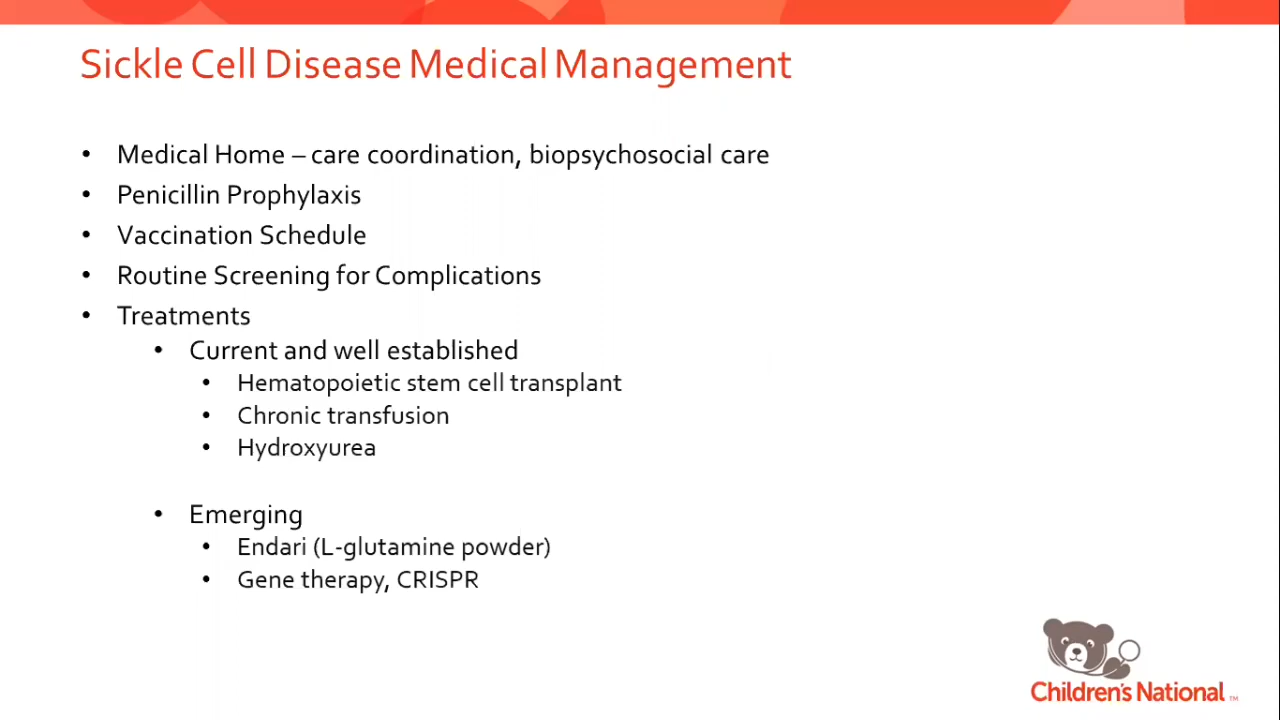 Sickle Cell Disease Medical Management
• Medical Home – care coordination, biopsychosocial care
• Penicillin Prophylaxis
• Vaccination Schedule
• Routine Screening for Complications
• Treatments
• Current and well established
• Hematopoietic stem cell transplant
• Chronic transfusion
• Hydroxyurea
• Emerging
• Endari (L-glutamine powder)
• Gene therapy, CRISPR
Children's National ™